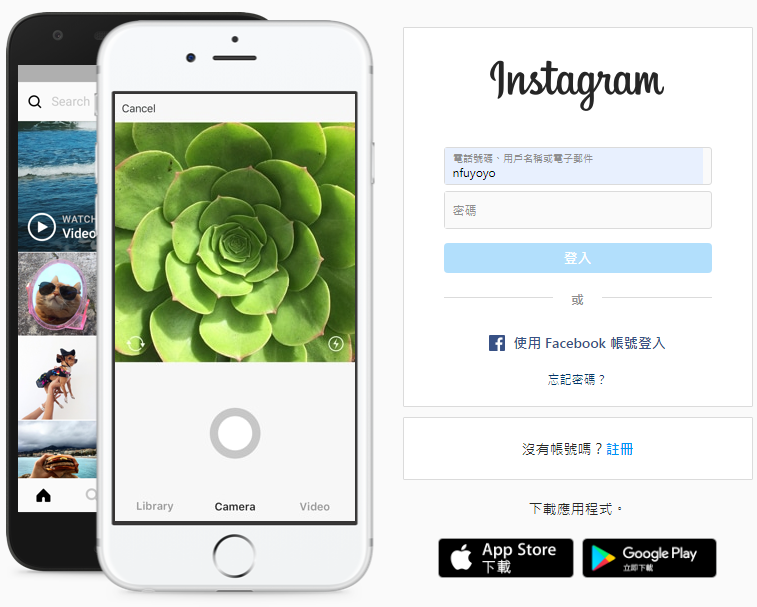 Search
WATCH
Video
Cancel
Library
Camera
Video
Instagram
電話號碼、用戶名稱或電子郵件
nfuyoyo
密碼
登入
或
使用 Facebook 帳號登入
忘記密碼？
沒有帳號嗎？註冊
下載應用程式。
App Store
下載
Google Play
立即下載